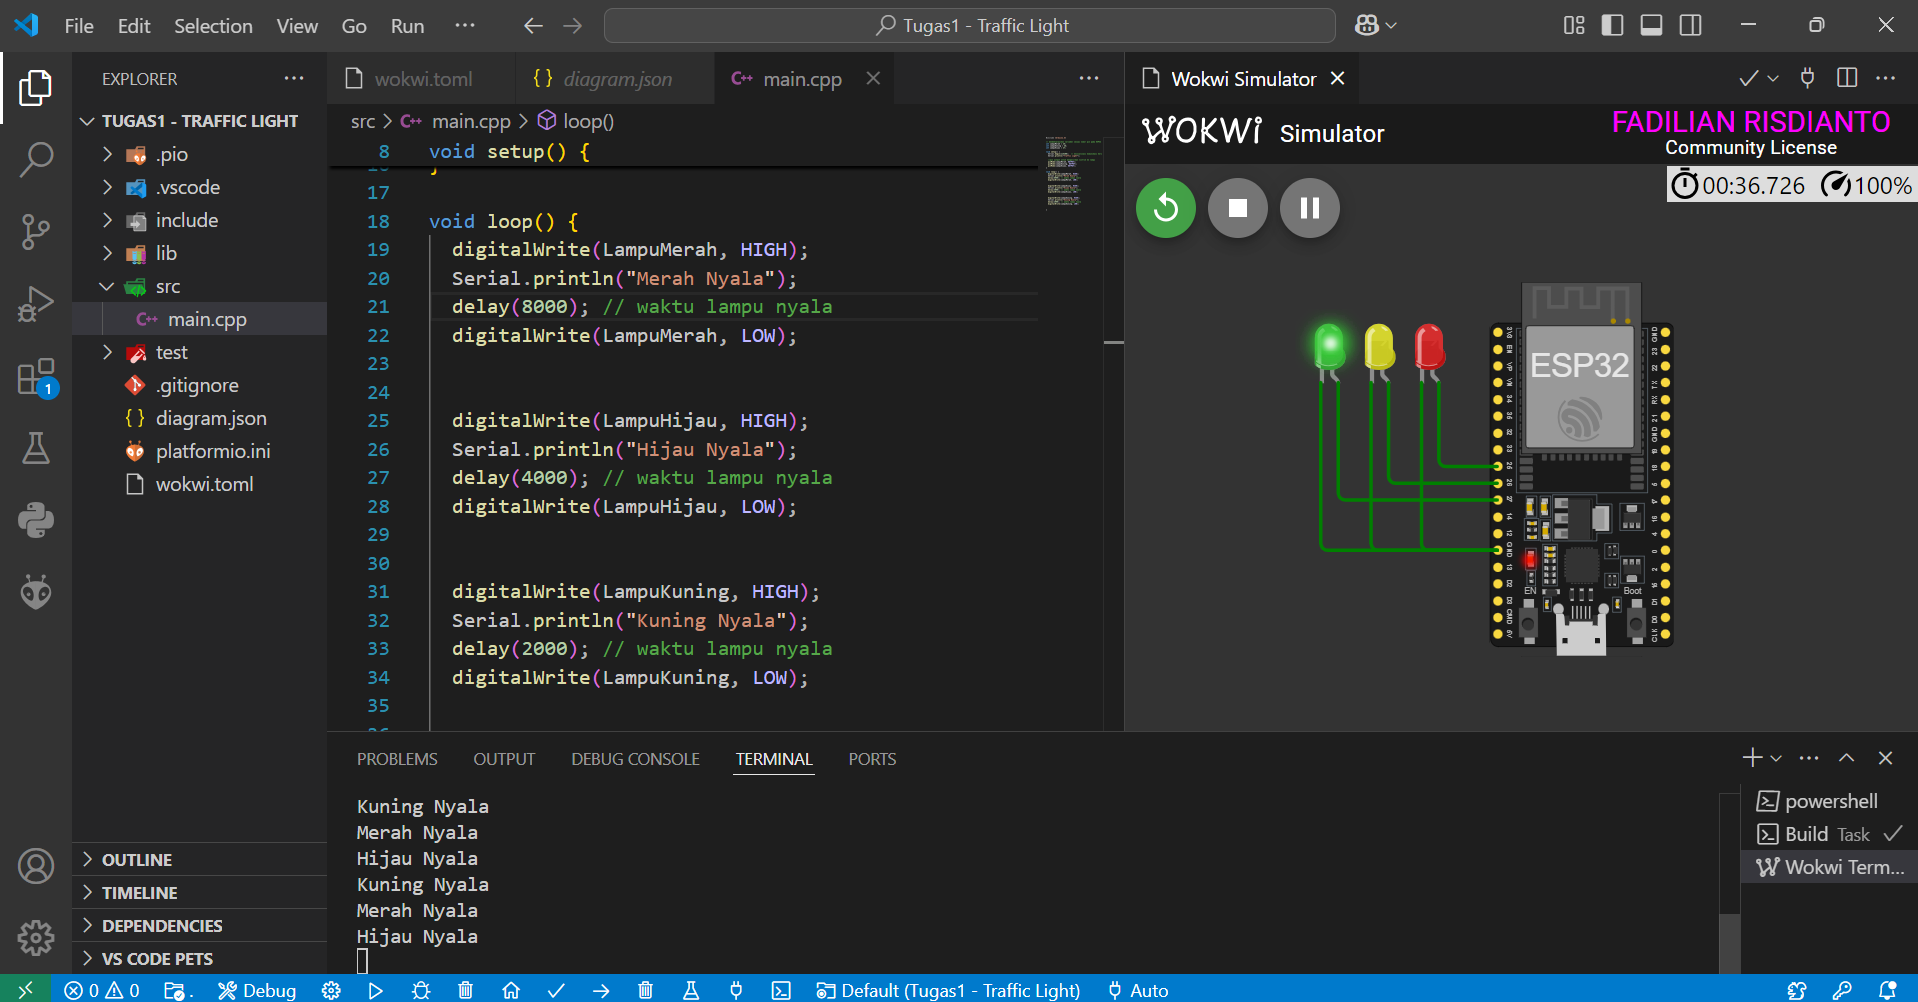 File Edit Selection View Go Run ··· Tugas1 - Traffic Light
EXPLORER ···
TUGAS1 - TRAFFIC LIGHT
.pio
.vscode
include
lib
src
main.cpp
test
.gitignore
diagram.json
platformio.ini
wokwi.toml
1
OUTLINE
TIMELINE
DEPENDENCIES
VS CODE PETS
wokwi.toml {} diagram.json C++ main.cpp
src > C++ main.cpp > loop()
8 void setup() {
17
18 void loop() {
19 digitalWrite(LampuMerah, HIGH);
20 Serial.println("Merah Nyala");
21 delay(8000); // waktu lampu nyala
22 digitalWrite(LampuMerah, LOW);
23
24
25 digitalWrite(LampuHijau, HIGH);
26 Serial.println("Hijau Nyala");
27 delay(4000); // waktu lampu nyala
28 digitalWrite(LampuHijau, LOW);
29
30
31 digitalWrite(LampuKuning, HIGH);
32 Serial.println("Kuning Nyala");
33 delay(2000); // waktu lampu nyala
34 digitalWrite(LampuKuning, LOW);
35
Wokwi Simulator
WOKWI Simulator
FADILIAN RISDIANTO
Community License
00:36.726 100%
ESP32
EN Boot
PROBLEMS OUTPUT DEBUG CONSOLE TERMINAL PORTS
Kuning Nyala
Merah Nyala
Hijau Nyala
Kuning Nyala
Merah Nyala
Hijau Nyala
powershell
Build Task
Wokwi Term...
0 0 Debug Default (Tugas1 - Traffic Light) Auto